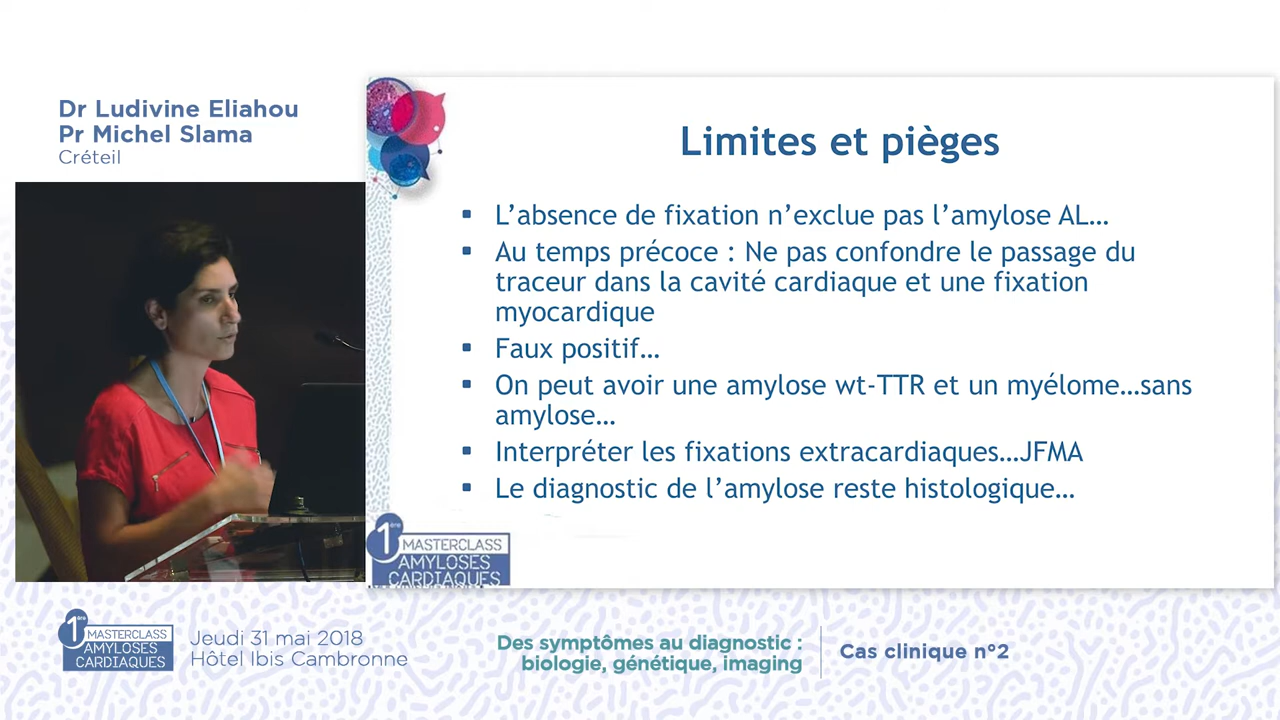 Dr Ludivine Eliahou
Pr Michel Slama
Créteil
Limites et pièges
▪ L’absence de fixation n’exclue pas l’amylose AL…
▪ Au temps précoce : Ne pas confondre le passage du
traceur dans la cavité cardiaque et une fixation
myocardique
▪ Faux positif…
▪ On peut avoir une amylose wt-TTR et un myélome…sans
amylose…
▪ Interpréter les fixations extracardiaques…JFMA
▪ Le diagnostic de l’amylose reste histologique…
1ère
MASTERCLASS
AMYLOSES
CARDIAQUES
1ère
MASTERCLASS
AMYLOSES
CARDIAQUES
Jeudi 31 mai 2018
Hôtel Ibis Cambronne
Des symptômes au diagnostic :
biologie, génétique, imaging
Cas clinique n°2